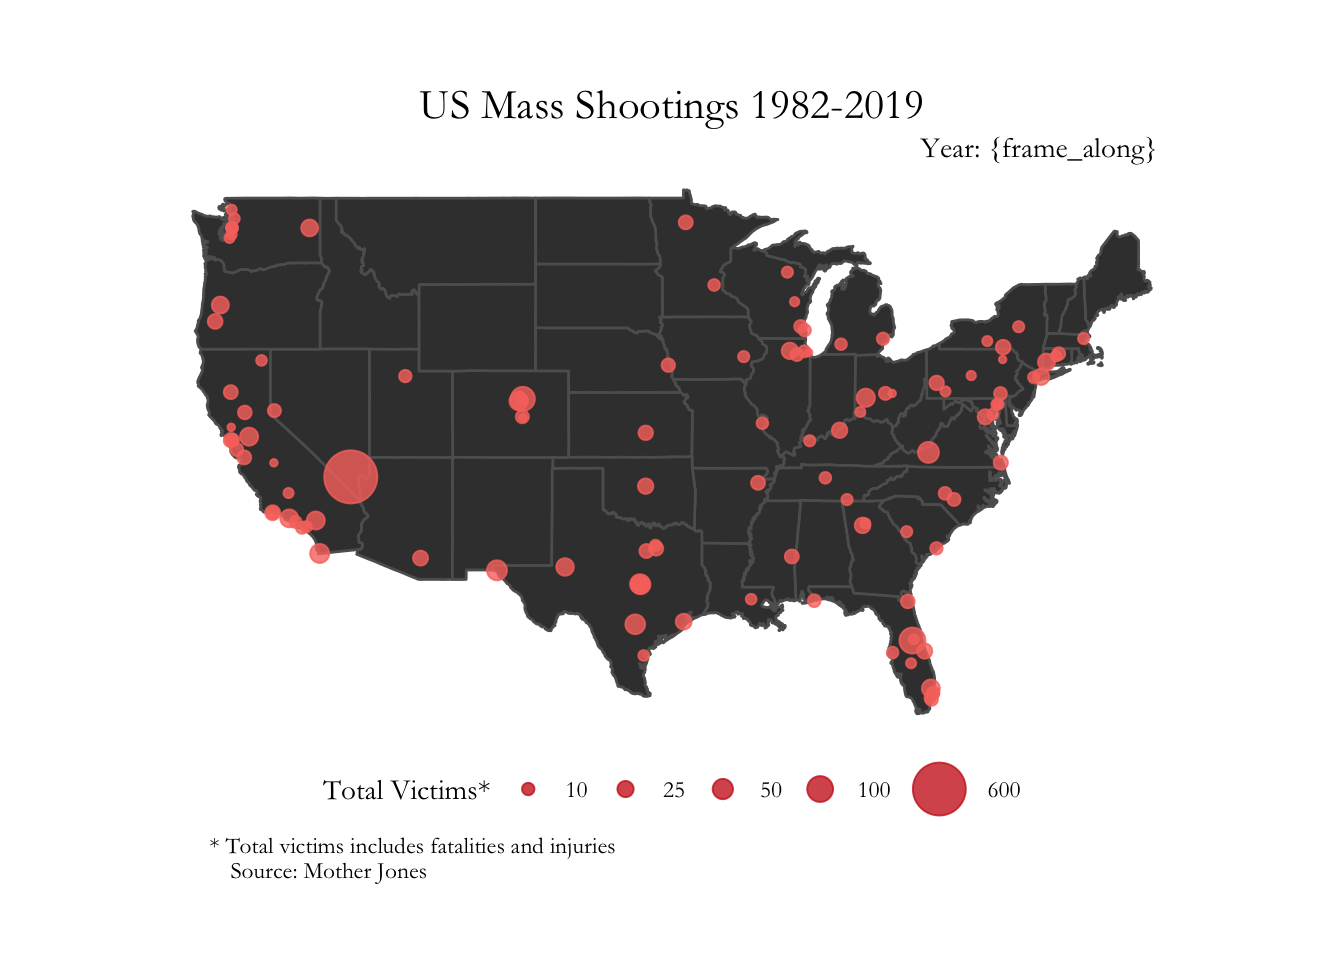 US Mass Shootings 1982-2019
Year: {frame_along}
Total Victims* 10 25 50 100 600
* Total victims includes fatalities and injuries
Source: Mother Jones